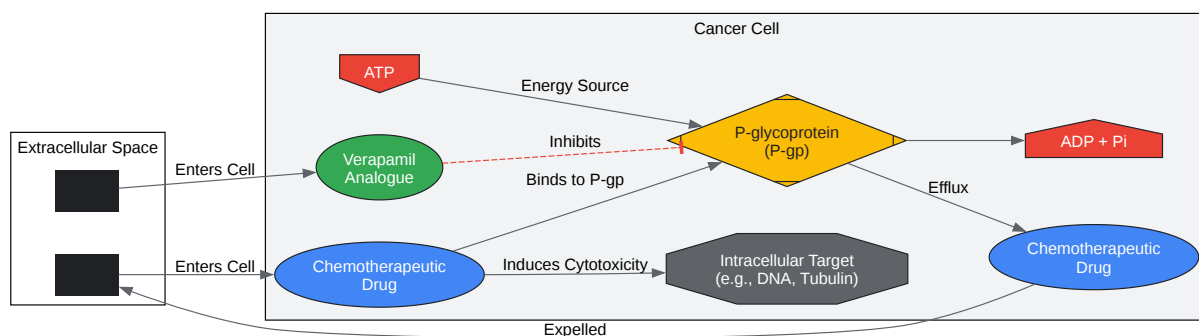 Cancer Cell
ATP
Energy Source
P-glycoprotein
(P-gp)
ADP + Pi
Extracellular Space
Enters Cell
Verapamil
Analogue
Inhibits
Binds to P-gp
Efflux
Enters Cell
Chemotherapeutic
Drug
Induces Cytotoxicity
Intracellular Target
(e.g., DNA, Tubulin)
Chemotherapeutic
Drug
Expelled